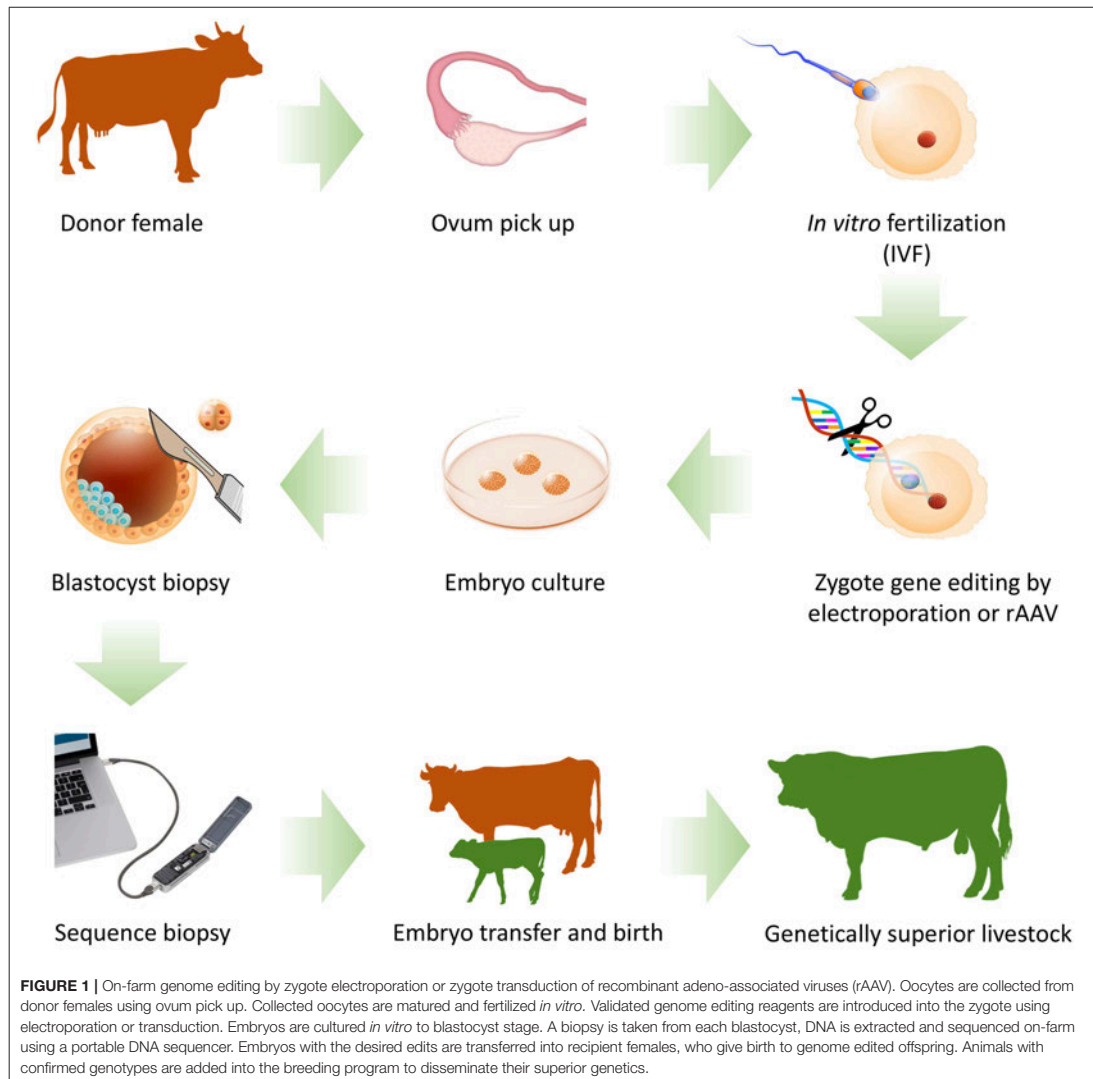 Donor female
Ovum pick up
In vitro fertilization
(IVF)
Blastocyst biopsy
Embryo culture
Zygote gene editing by
electroporation or rAAV
Sequence biopsy
Embryo transfer and birth
Genetically superior livestock
FIGURE 1 | On-farm genome editing by zygote electroporation or zygote transduction of recombinant adeno-associated viruses (rAAV). Oocytes are collected from
donor females using ovum pick up. Collected oocytes are matured and fertilized in vitro. Validated genome editing reagents are introduced into the zygote using
electroporation or transduction. Embryos are cultured in vitro to blastocyst stage. A biopsy is taken from each blastocyst, DNA is extracted and sequenced on-farm
using a portable DNA sequencer. Embryos with the desired edits are transferred into recipient females, who give birth to genome edited offspring. Animals with
confirmed genotypes are added into the breeding program to disseminate their superior genetics.